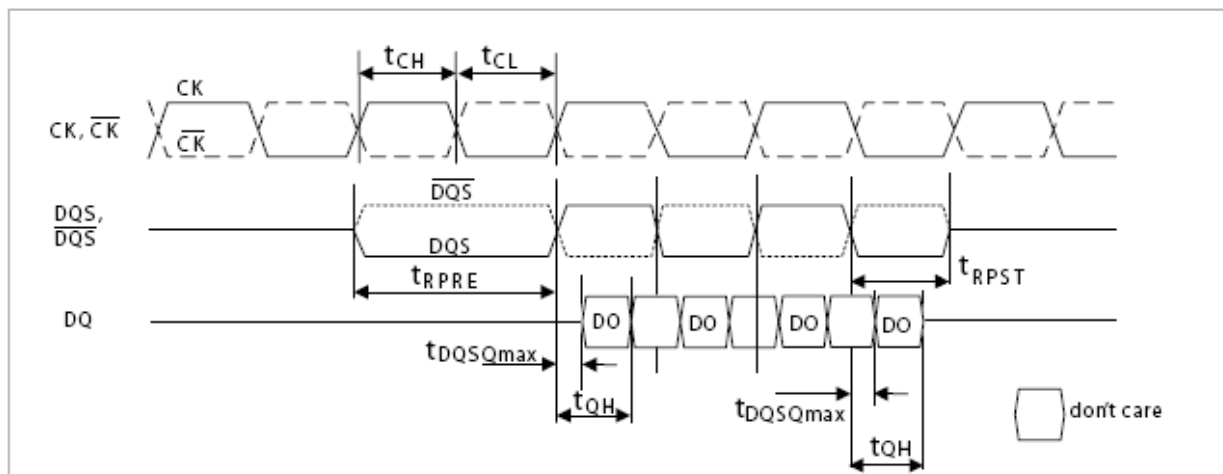 tCH tCL
CK
CK, CK̅
CK̅
DQS̅
DQS,
DQS̅
DQS
tRPRE
tRPST
DQ
DO DO DO DO
tDQSQmax
tQH
tDQSQmax
don't care
tQH